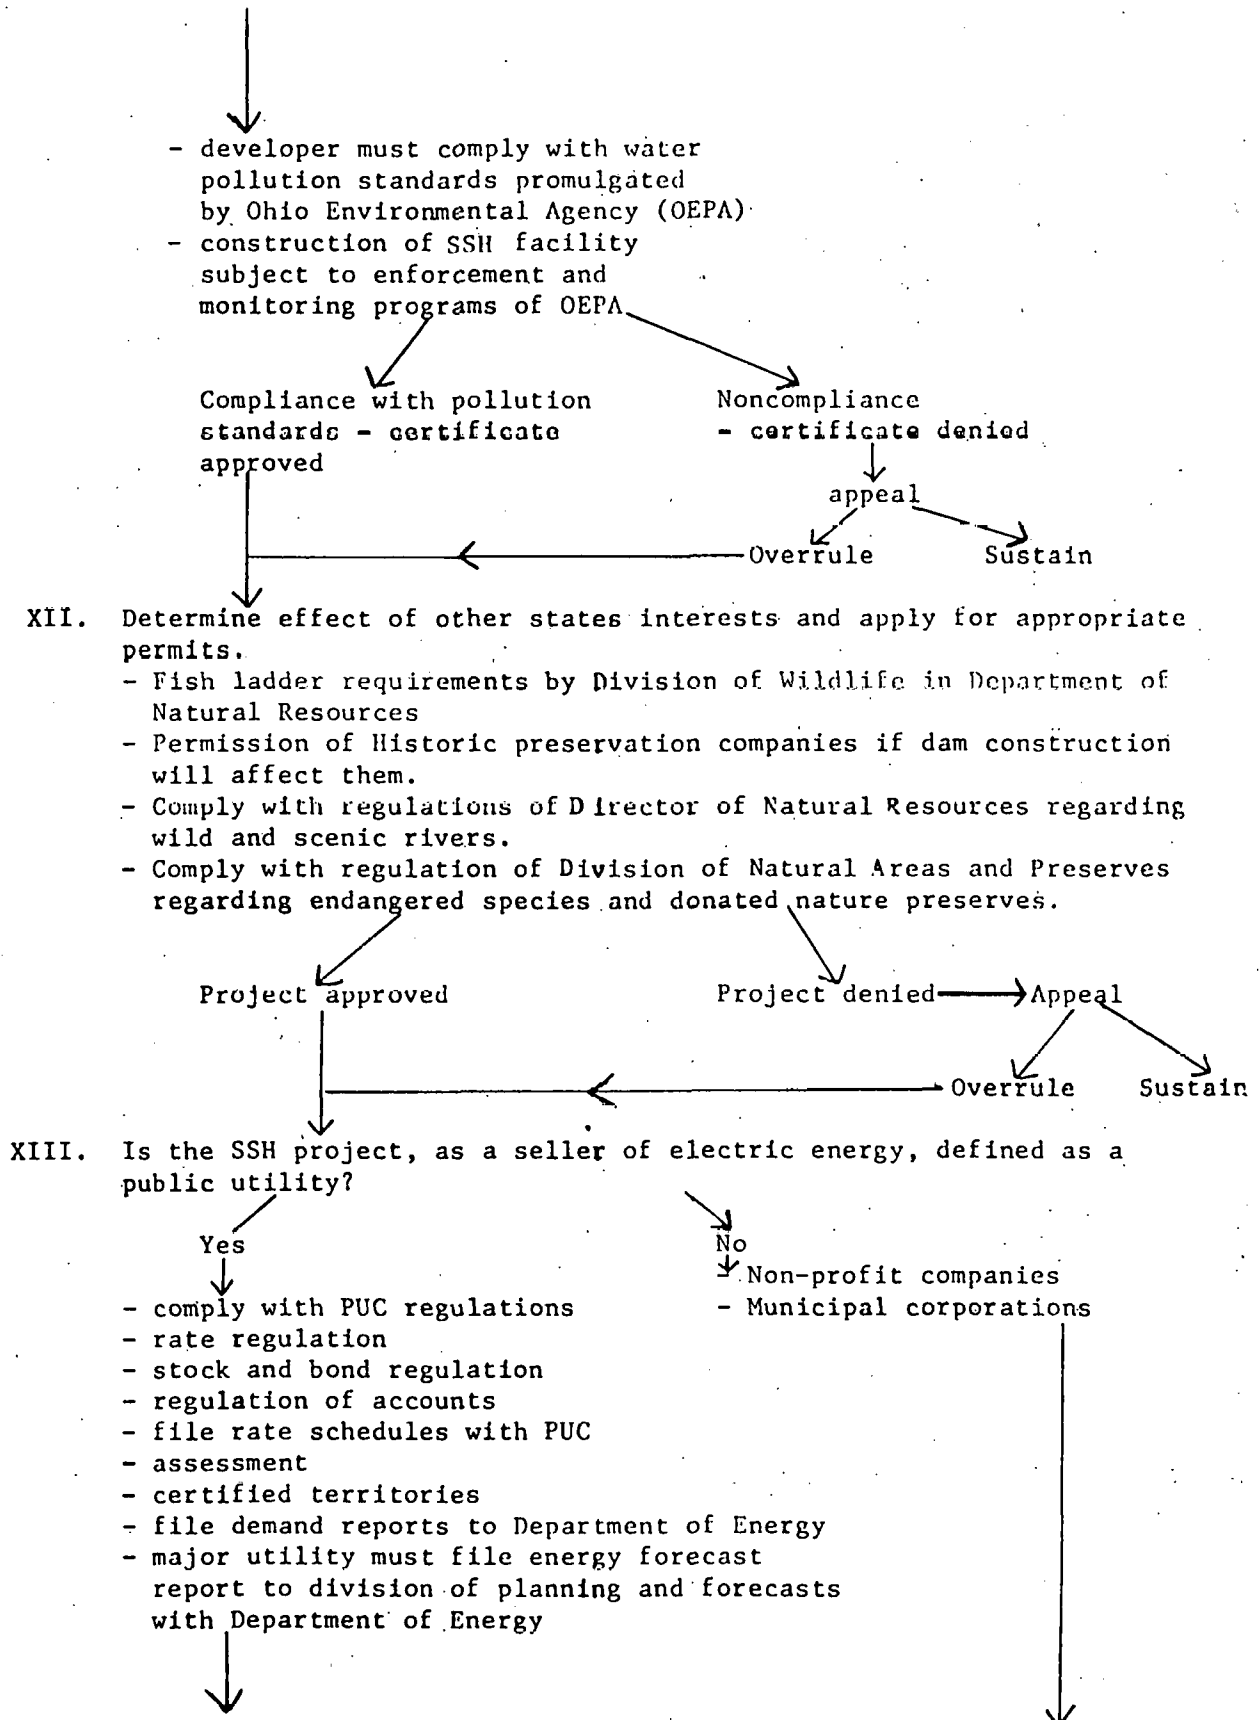 - developer must comply with water
pollution standards promulgated
by Ohio Environmental Agency (OEPA)
- construction of SSH facility
subject to enforcement and
monitoring programs of OEPA
Compliance with pollution
standards - certificate
approved
Noncompliance
- certificate denied
appeal
Overrule
Sustain
XII. Determine effect of other states interests and apply for appropriate
permits.
- Fish ladder requirements by Division of Wildlife in Department of
Natural Resources
- Permission of Historic preservation companies if dam construction
will affect them.
- Comply with regulations of Director of Natural Resources regarding
wild and scenic rivers.
- Comply with regulation of Division of Natural Areas and Preserves
regarding endangered species and donated nature preserves.
Project approved
Project denied
Appeal
Overrule
Sustain
XIII. Is the SSH project, as a seller of electric energy, defined as a
public utility?
Yes
- comply with PUC regulations
- rate regulation
- stock and bond regulation
- regulation of accounts
- file rate schedules with PUC
- assessment
- certified territories
- file demand reports to Department of Energy
- major utility must file energy forecast
report to division of planning and forecasts
with Department of Energy
No
- Non-profit companies
- Municipal corporations